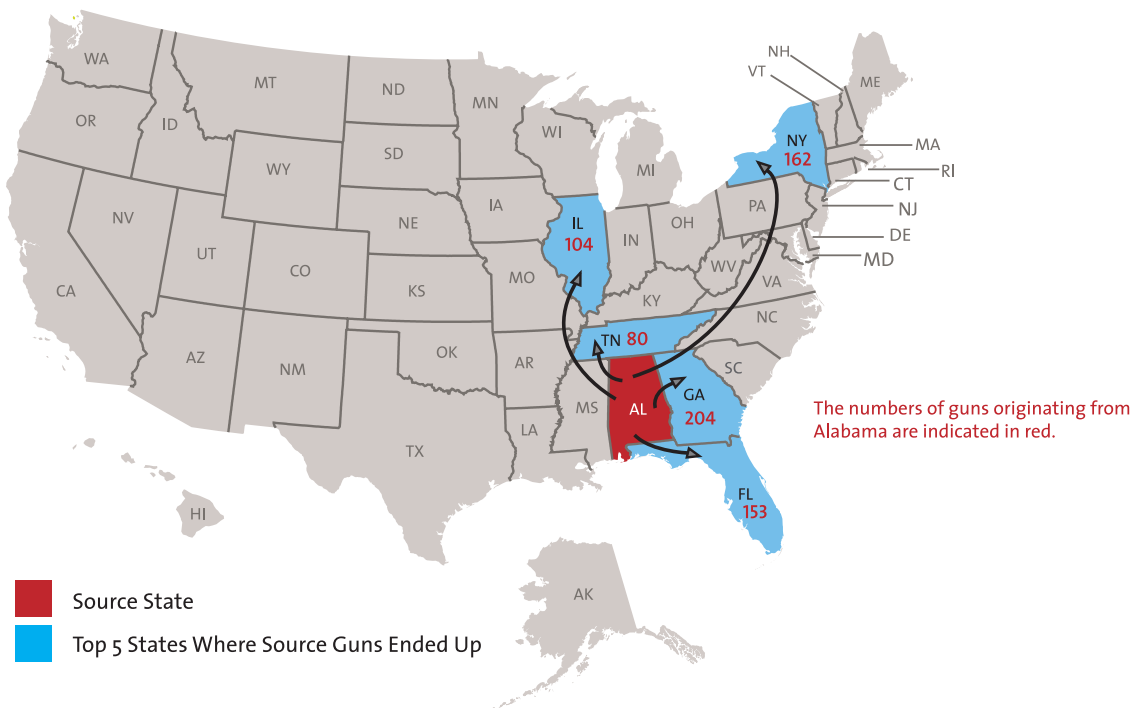 WA
MT
ND
MN
OR
ID
WY
SD
WI
MI
NH
VT
ME
NY
162
MA
RI
CT
NJ
DE
MD
NV
UT
CO
NE
IA
IL
104
IN
OH
PA
WV
VA
CA
KS
MO
KY
NC
AZ
NM
OK
AR
TN 80
SC
MS
AL
GA
204
TX
LA
FL
153
The numbers of guns originating from
Alabama are indicated in red.
HI
AK
Source State
Top 5 States Where Source Guns Ended Up